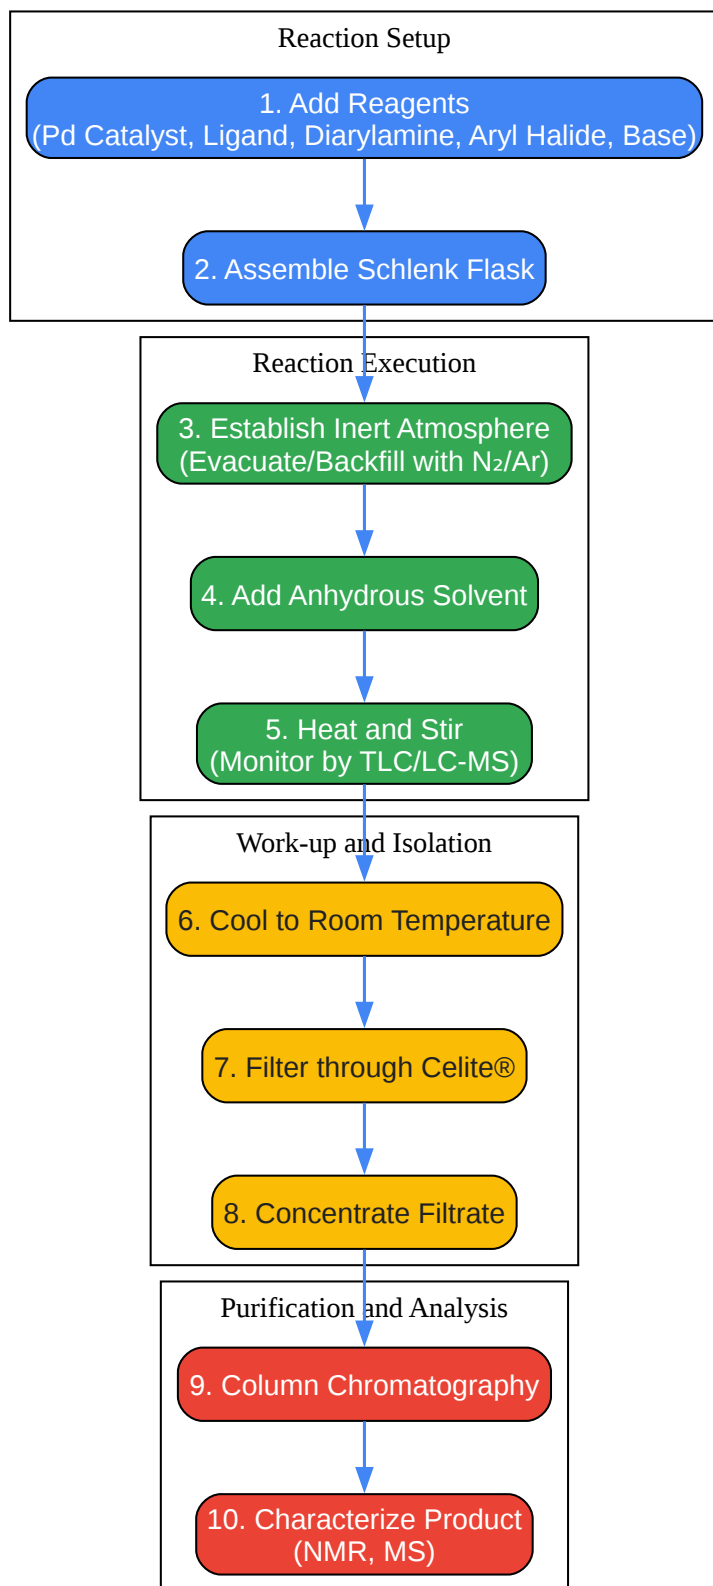 Reaction Setup
1. Add Reagents
(Pd Catalyst, Ligand, Diarylamine, Aryl Halide, Base)
2. Assemble Schlenk Flask
Reaction Execution
3. Establish Inert Atmosphere
(Evacuate/Backfill with N₂/Ar)
4. Add Anhydrous Solvent
5. Heat and Stir
(Monitor by TLC/LC-MS)
Work-up and Isolation
6. Cool to Room Temperature
7. Filter through Celite®
8. Concentrate Filtrate
Purification and Analysis
9. Column Chromatography
10. Characterize Product
(NMR, MS)